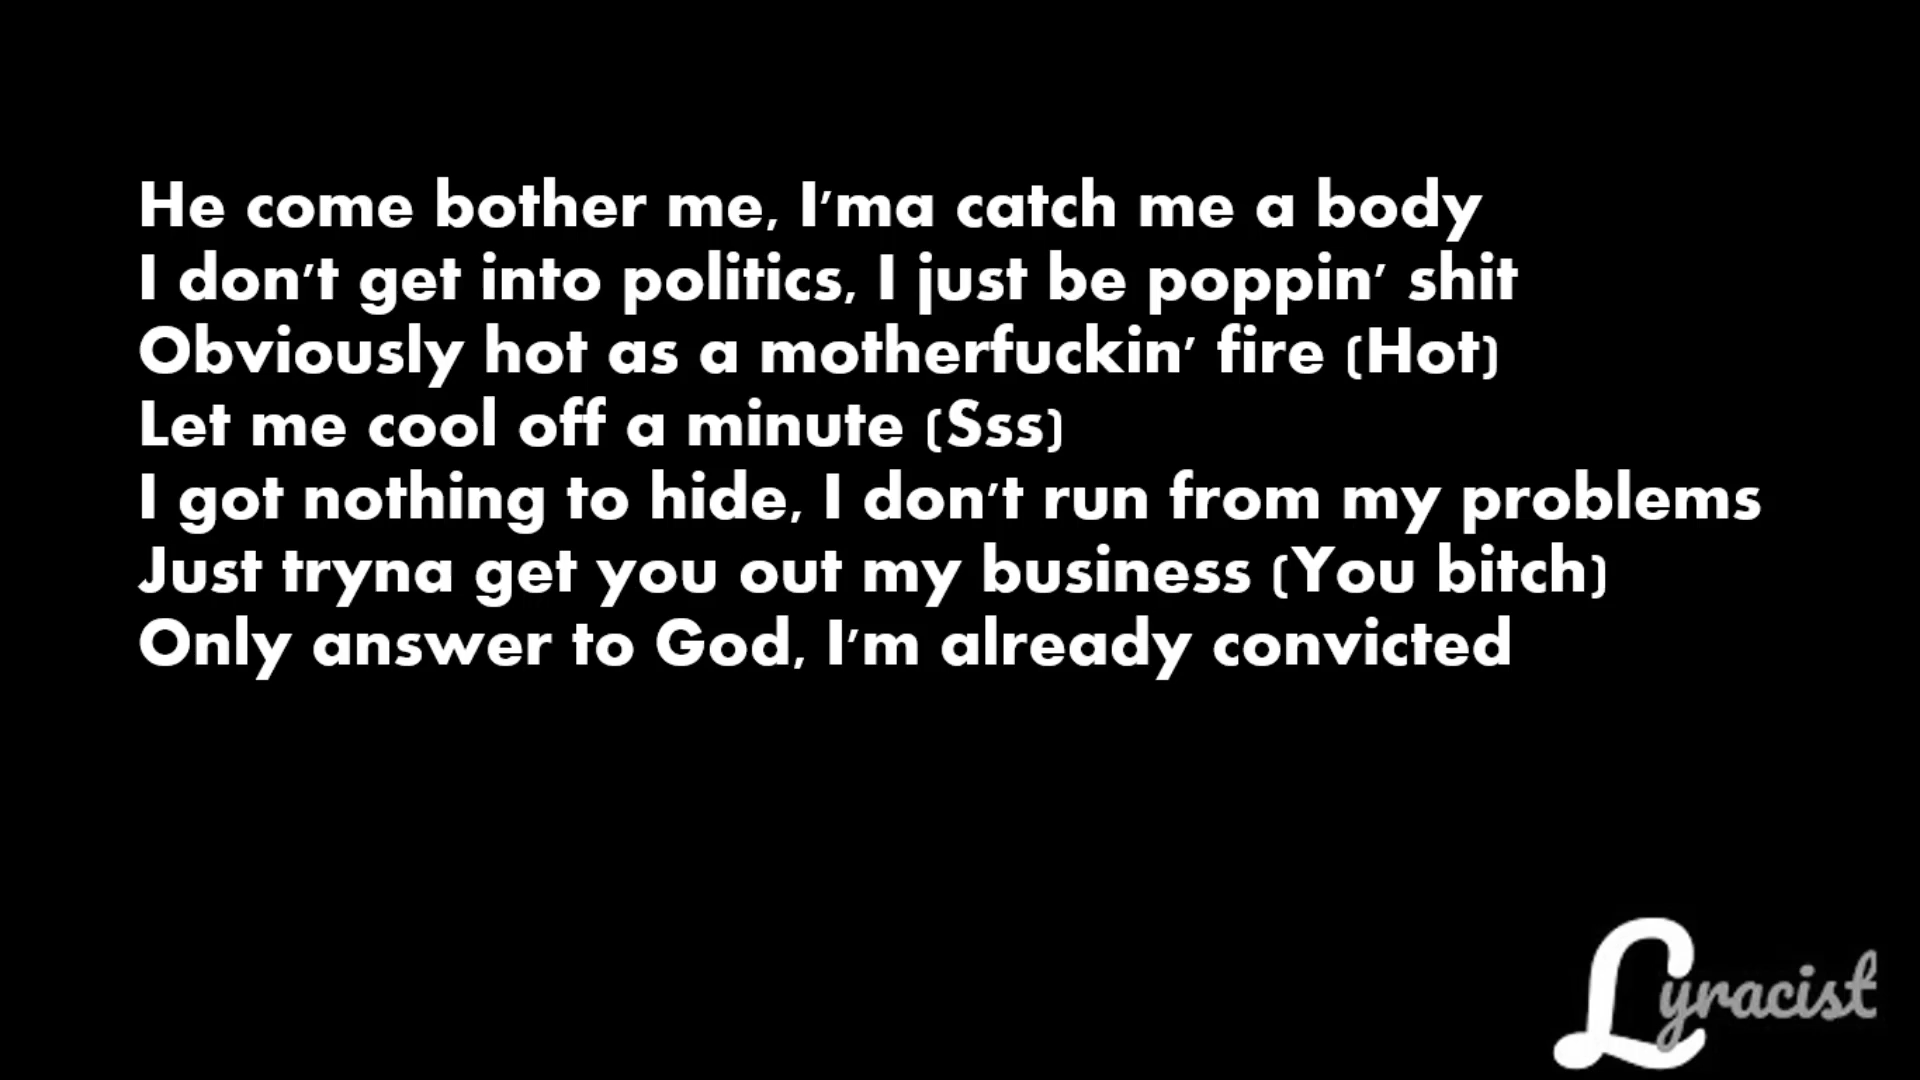 He come bother me, I'ma catch me a body
I don't get into politics, I just be poppin' shit
Obviously hot as a motherfuckin' fire (Hot)
Let me cool off a minute (Sss)
I got nothing to hide, I don't run from my problems
Just tryna get you out my business (You bitch)
Only answer to God, I'm already convicted
Lyracist